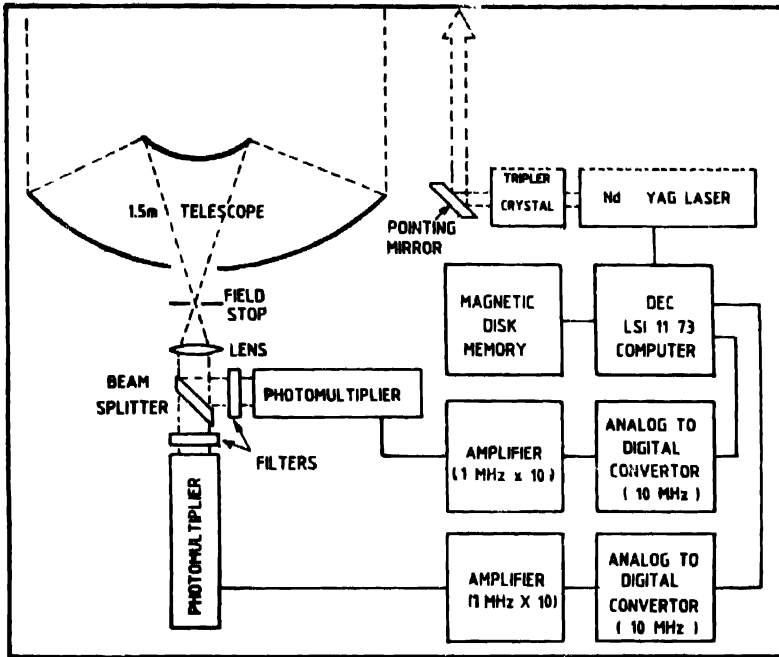 1.5m TELESCOPE
FIELD
STOP
LENS
BEAM
SPLITTER
PHOTOMULTIPLIER
FILTERS
PHOTOMULTIPLIER
POINTING
MIRROR
TRIPLER
CRYSTAL
Nd YAG LASER
MAGNETIC
DISK
MEMORY
DEC
LSI 11 73
COMPUTER
AMPLIFIER
(1 MHz x 10)
ANALOG TO
DIGITAL
CONVERTOR
( 10 MHz )
AMPLIFIER
(1 MHz X 10)
ANALOG TO
DIGITAL
CONVERTOR
( 10 MHz )